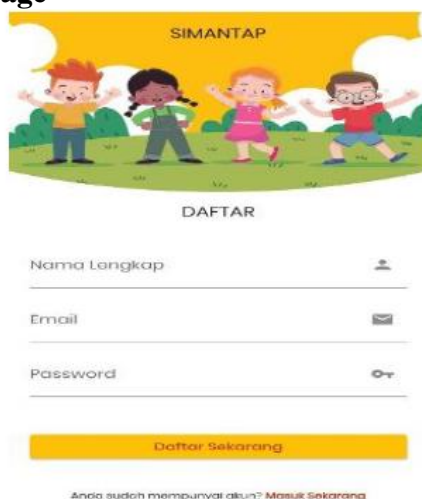 SIMANTAP
DAFTAR
Nama Lengkap
Email
Password
Daftar Sekarang
Anda sudah mempunyai akun? Masuk Sekarang